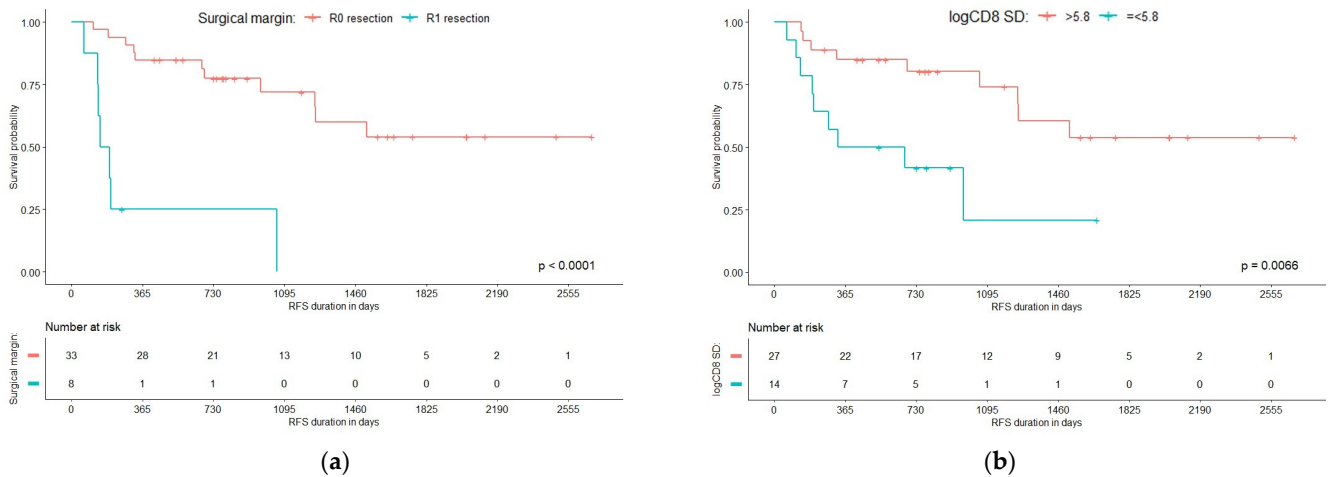 Surgical margin: R0 resection R1 resection
1.00
0.75
0.50
0.25
0.00
Survival probability
p < 0.0001
0 365 730 1095 1460 1825 2190 2555
RFS duration in days
Number at risk
Surgical margin:
33 28 21 13 10 5 2 1
8 1 1 0 0 0 0 0
0 365 730 1095 1460 1825 2190 2555
RFS duration in days
(a)
logCD8 SD: >5.8 =<5.8
1.00
0.75
0.50
0.25
0.00
Survival probability
p = 0.0066
0 365 730 1095 1460 1825 2190 2555
RFS duration in days
Number at risk
logCD8 SD:
27 22 17 12 9 5 2 1
14 7 5 1 1 0 0 0
0 365 730 1095 1460 1825 2190 2555
RFS duration in days
(b)